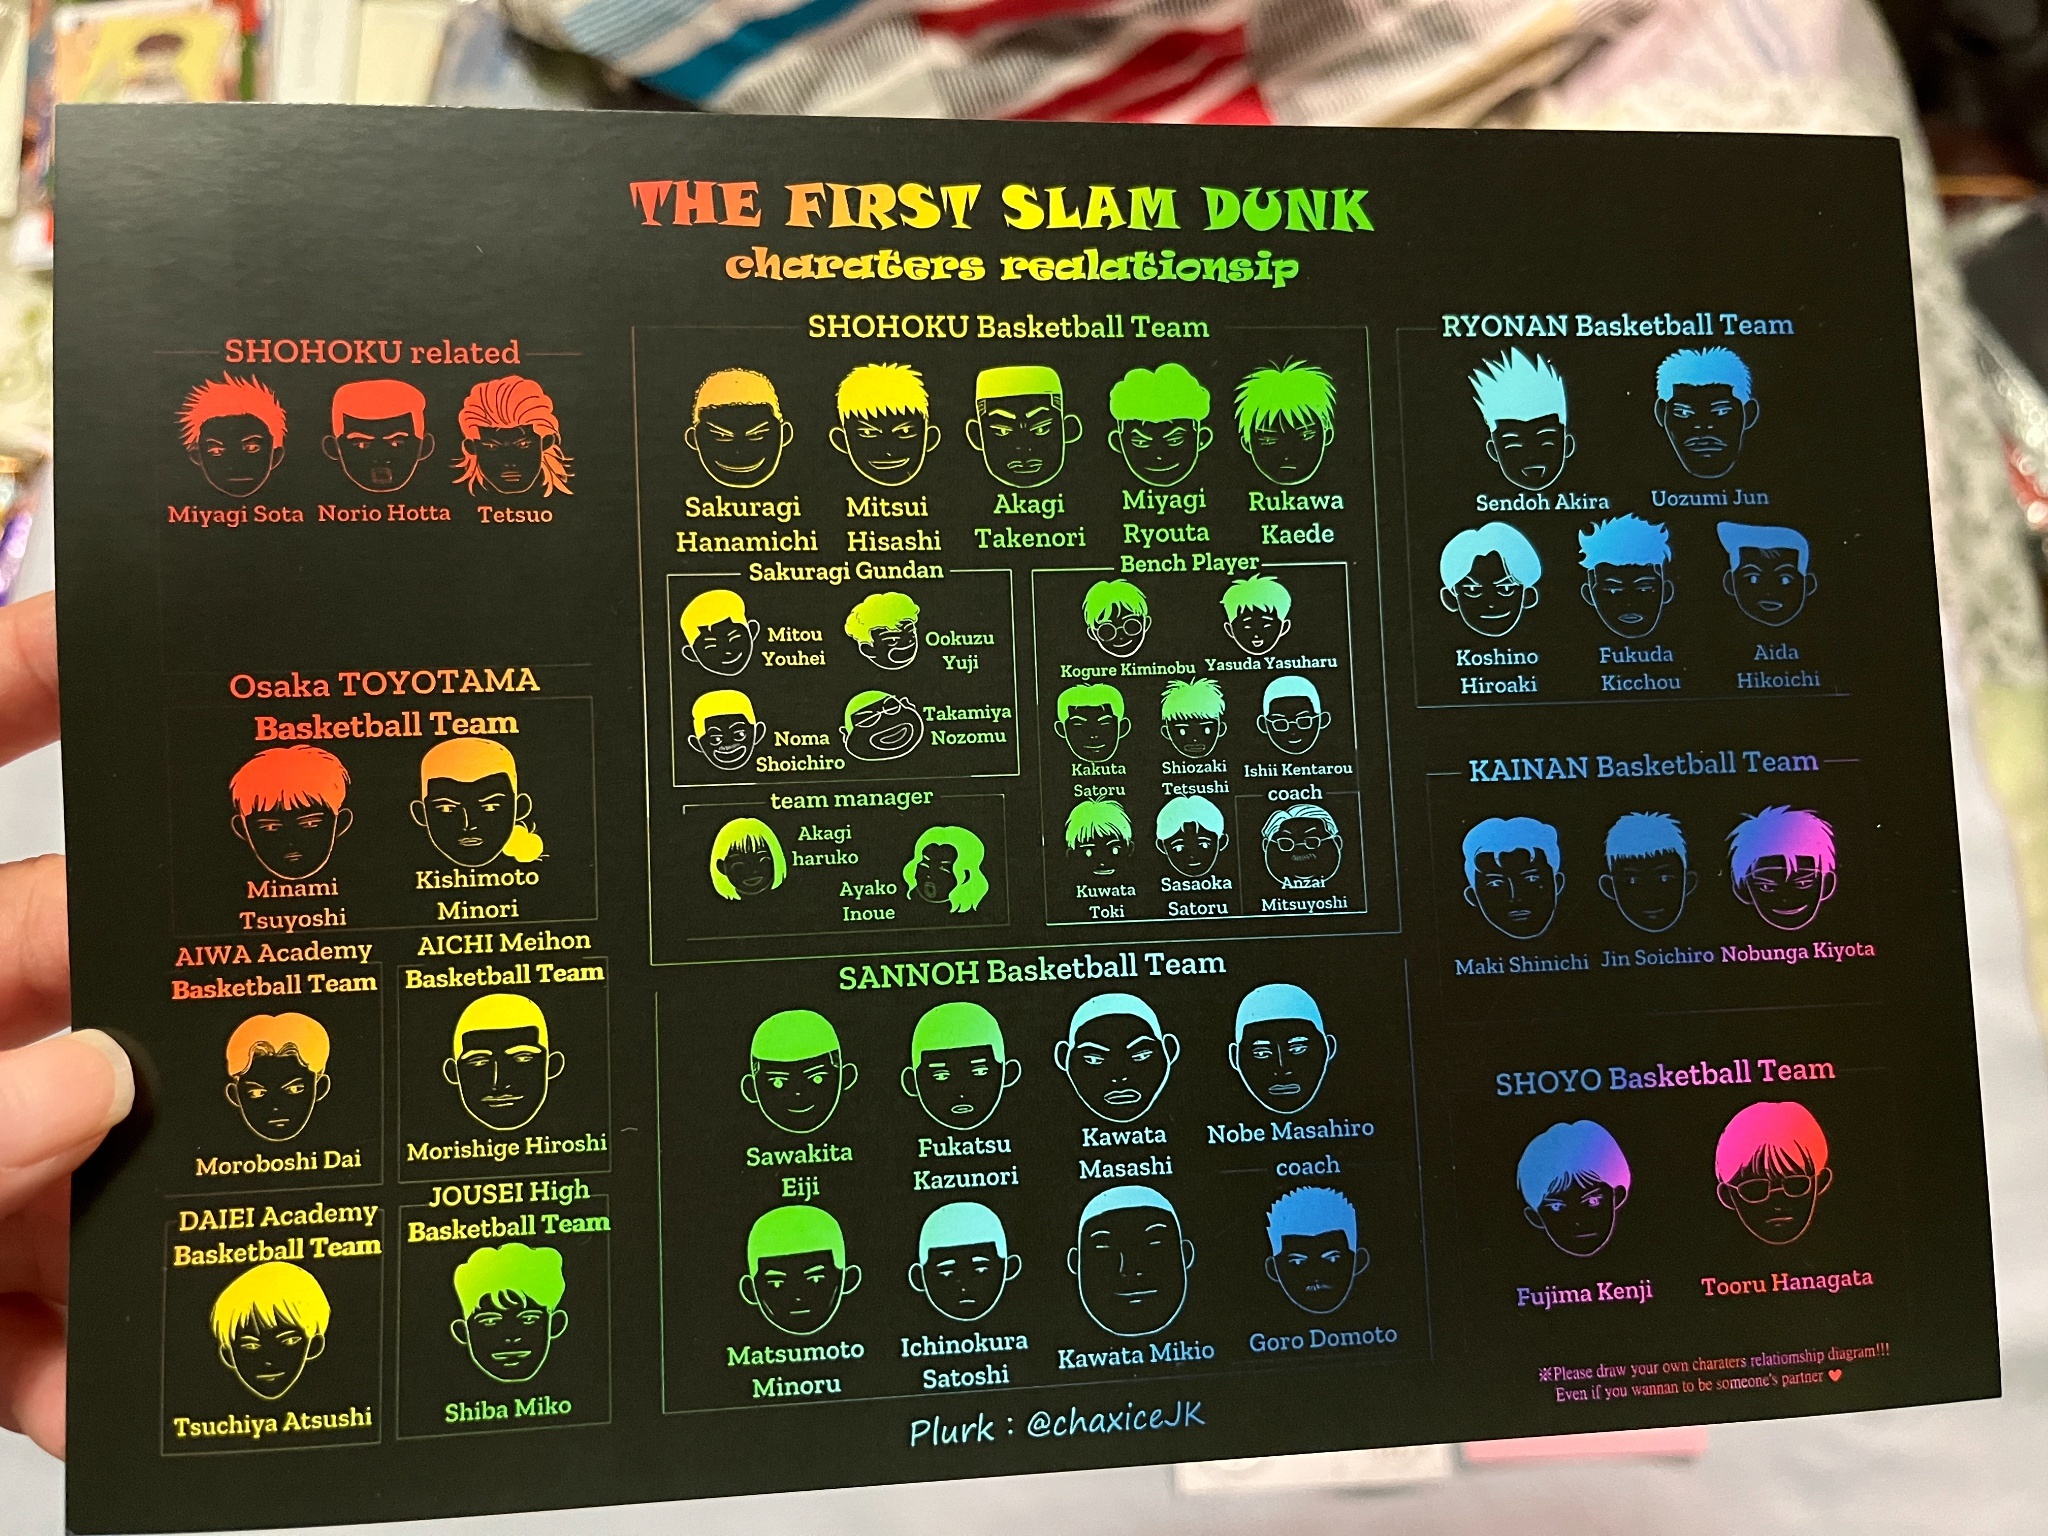 THE FIRST SLAM DUNK
charaters realationsip
SHOHOKU related
Miyagi Sota
Norio Hotta
Tetsuo
SHOHOKU Basketball Team
Sakuragi
Hanamichi
Mitsui
Hisashi
Akagi
Takenori
Miyagi
Ryouta
Rukawa
Kaede
Sakuragi Gundan
Mitou
Youhei
Ookuzu
Yuji
Noma
Shoichiro
Takamiya
Nozomu
team manager
Akagi
haruko
Ayako
Inoue
Bench Player
Kogure Kiminobu
Yasuda Yasuharu
Kakuta
Satoru
Shiozaki
Tetsushi
Ishii Kentarou
Kuwata
Toki
Sasaoka
Satoru
coach
Anzai
Mitsuyoshi
RYONAN Basketball Team
Sendoh Akira
Uozumi Jun
Koshino
Hiroaki
Fukuda
Kicchou
Aida
Hikoichi
Osaka TOYOTAMA
Basketball Team
Minami
Tsuyoshi
Kishimoto
Minori
AIWA Academy
Basketball Team
Moroboshi Dai
AICHI Meihon
Basketball Team
Morishige Hiroshi
DAIEI Academy
Basketball Team
Tsuchiya Atsushi
JOUSEI High
Basketball Team
Shiba Miko
SANNOH Basketball Team
Sawakita
Eiji
Fukatsu
Kazunori
Kawata
Masashi
Nobe Masahiro
Matsumoto
Minoru
Ichinokura
Satoshi
Kawata Mikio
coach
Goro Domoto
KAINAN Basketball Team
Maki Shinichi
Jin Soichiro
Nobunga Kiyota
SHOYO Basketball Team
Fujima Kenji
Tooru Hanagata
※Please draw your own charaters relatiomship diagram!!!
Even if you wannan to be someone's partner ♥
Plurk : @chaxiceJK